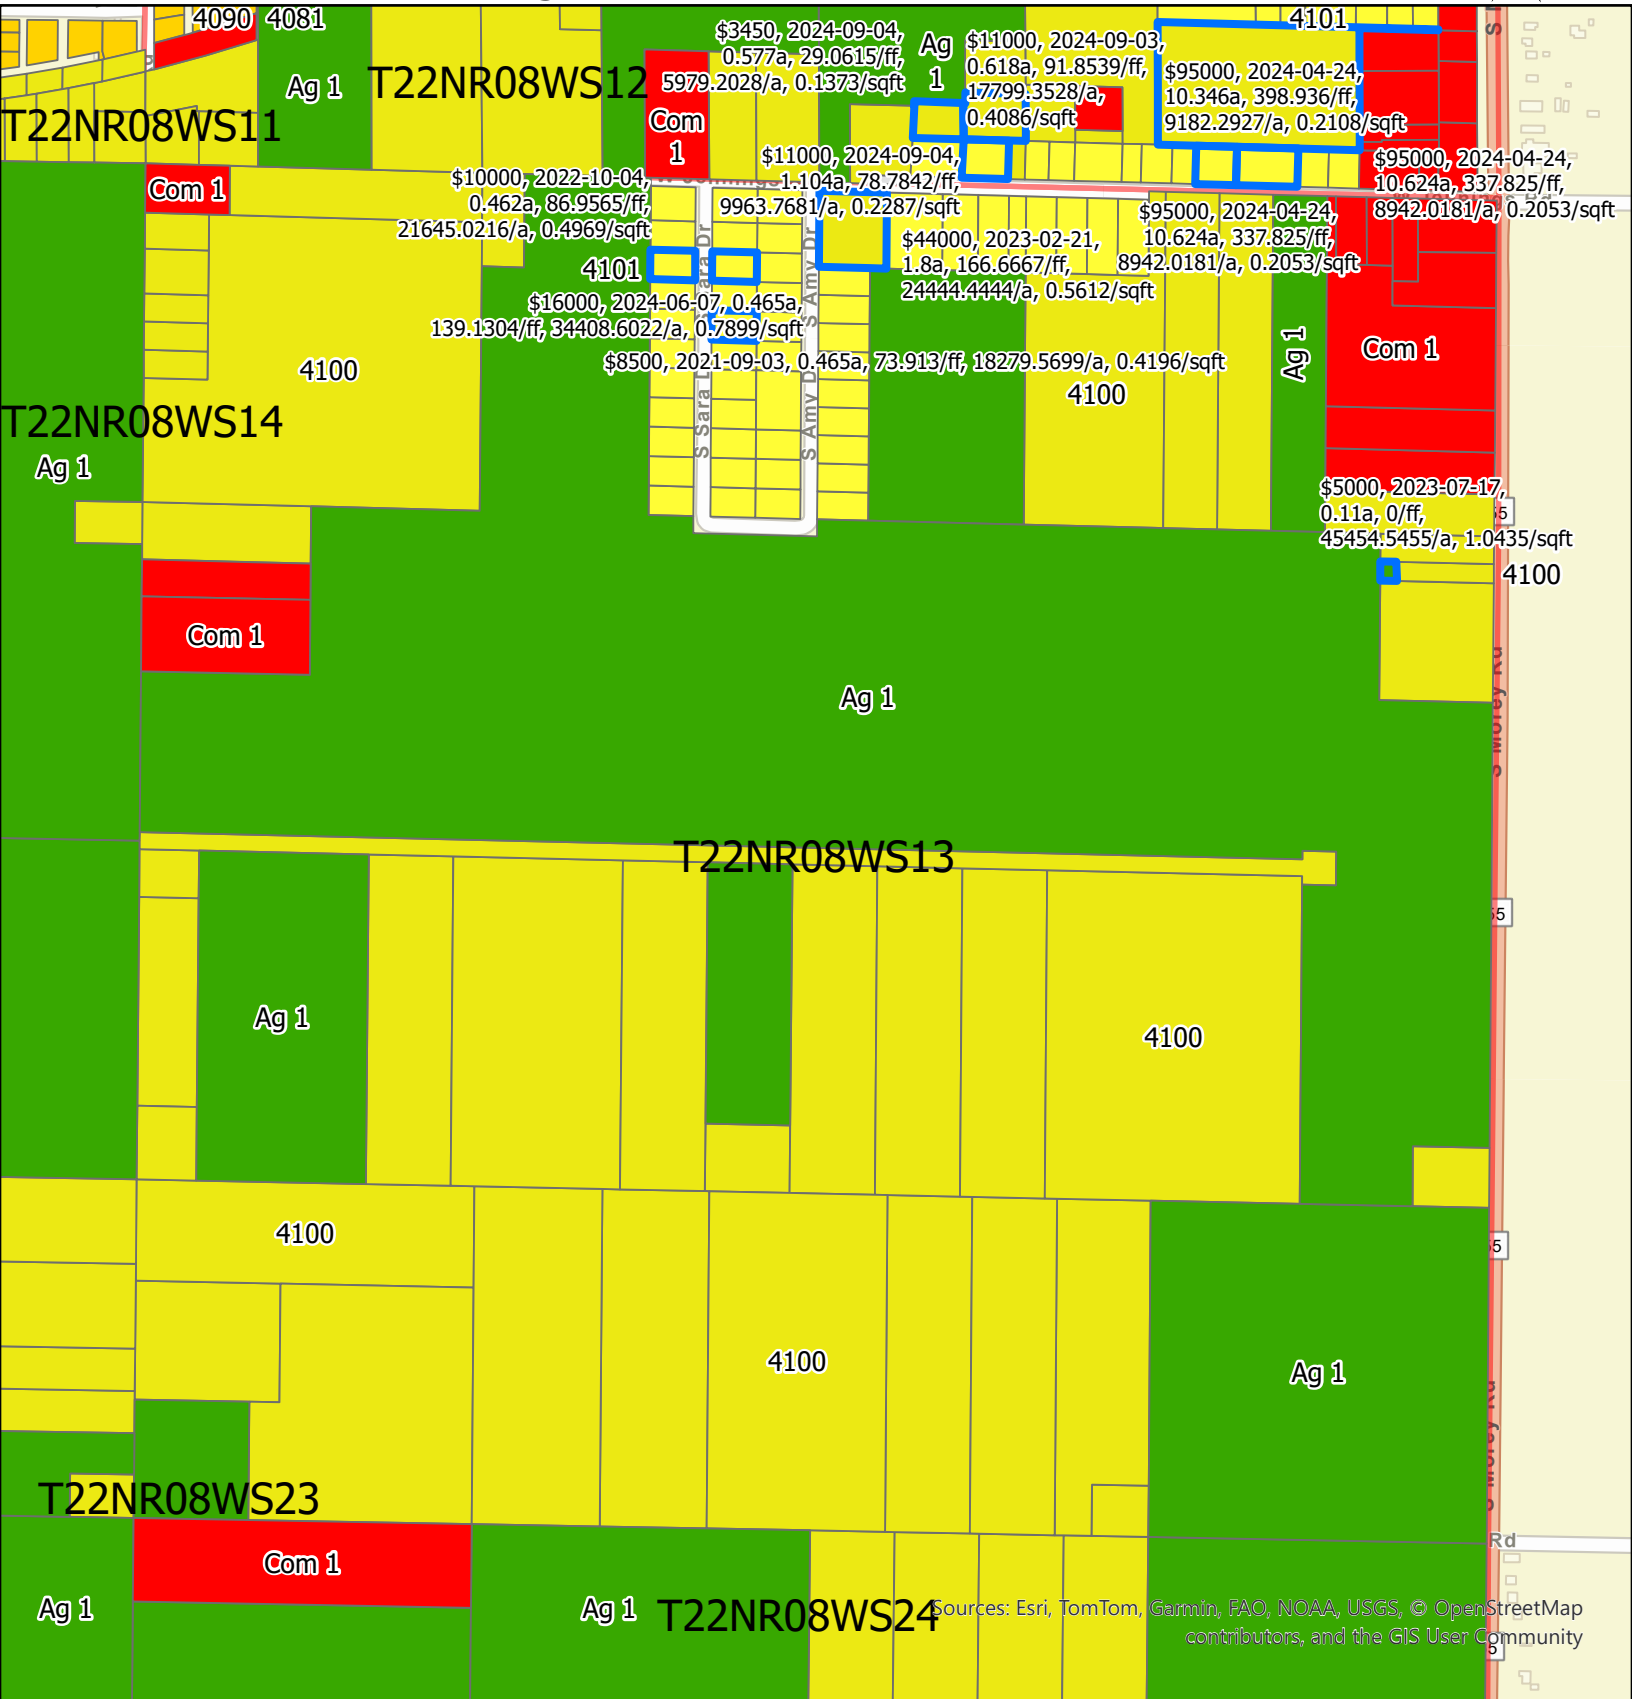 4090
4081
4101
Ag 1
T22NR08WS12
T22NR08WS11
$3450, 2024-09-04,
0.577a, 29.0615/ff,
5979.2028/a, 0.1373/sqft
Ag
1
$11000, 2024-09-03,
0.618a, 91.8539/ff,
17799.3528/a,
0.4086/sqft
$95000, 2024-04-24,
10.346a, 398.936/ff,
9182.2927/a, 0.2108/sqft
Com
1
$11000, 2024-09-04,
1.104a, 78.7842/ff,
9963.7681/a, 0.2287/sqft
$95000, 2024-04-24,
10.624a, 337.825/ff,
8942.0181/a, 0.2053/sqft
Com 1
$10000, 2022-10-04,
0.462a, 86.9565/ff,
21645.0216/a, 0.4969/sqft
$95000, 2024-04-24,
10.624a, 337.825/ff,
8942.0181/a, 0.2053/sqft
$44000, 2023-02-21,
1.8a, 166.6667/ff,
24444.4444/a, 0.5612/sqft
4101
$16000, 2024-06-07, 0.465a,
139.1304/ff, 34408.6022/a, 0.7899/sqft
$8500, 2021-09-03, 0.465a, 73.913/ff, 18279.5699/a, 0.4196/sqft
4100
4100
Ag 1
Com 1
S Sara D
S Amy D
S Amy Dr
T22NR08WS14
Ag 1
$5000, 2023-07-17,
0.11a, 0/ff,
45454.5455/a, 1.0435/sqft
4100
Com 1
Ag 1
S Morey Rd
T22NR08WS13
55
Ag 1
4100
4100
55
4100
Ag 1
S Morey Rd
T22NR08WS23
Rd
Com 1
Ag 1
Ag 1
T22NR08WS24
Sources: Esri, TomTom, Garmin, FAO, NOAA, USGS, © OpenStreetMap
contributors, and the GIS User Community